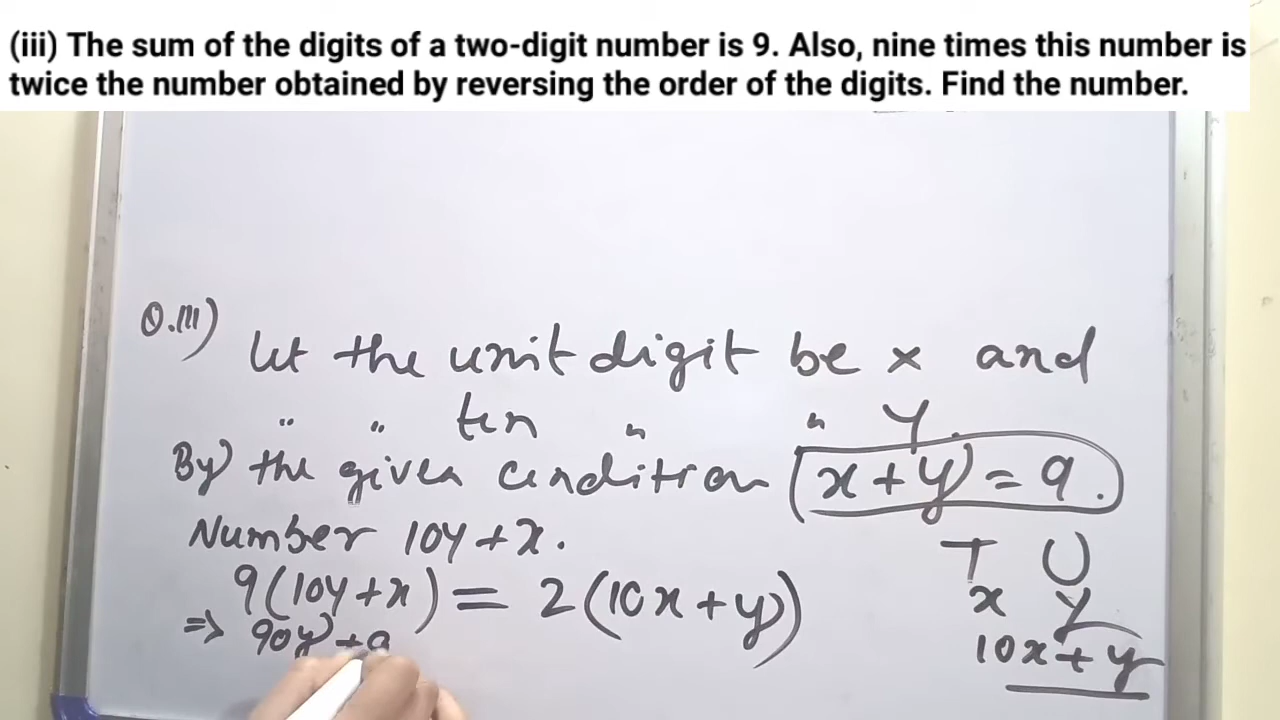 (iii) The sum of the digits of a two-digit number is 9. Also, nine times this number is
twice the number obtained by reversing the order of the digits. Find the number.
Q.III)
Let the unit digit be x and
" " ten " " y.
By the given condition x+y = 9.
Number 10y+x.
T U
9(10y+x) = 2(10x+y)
x y
⇒ 90y+9
10x+y